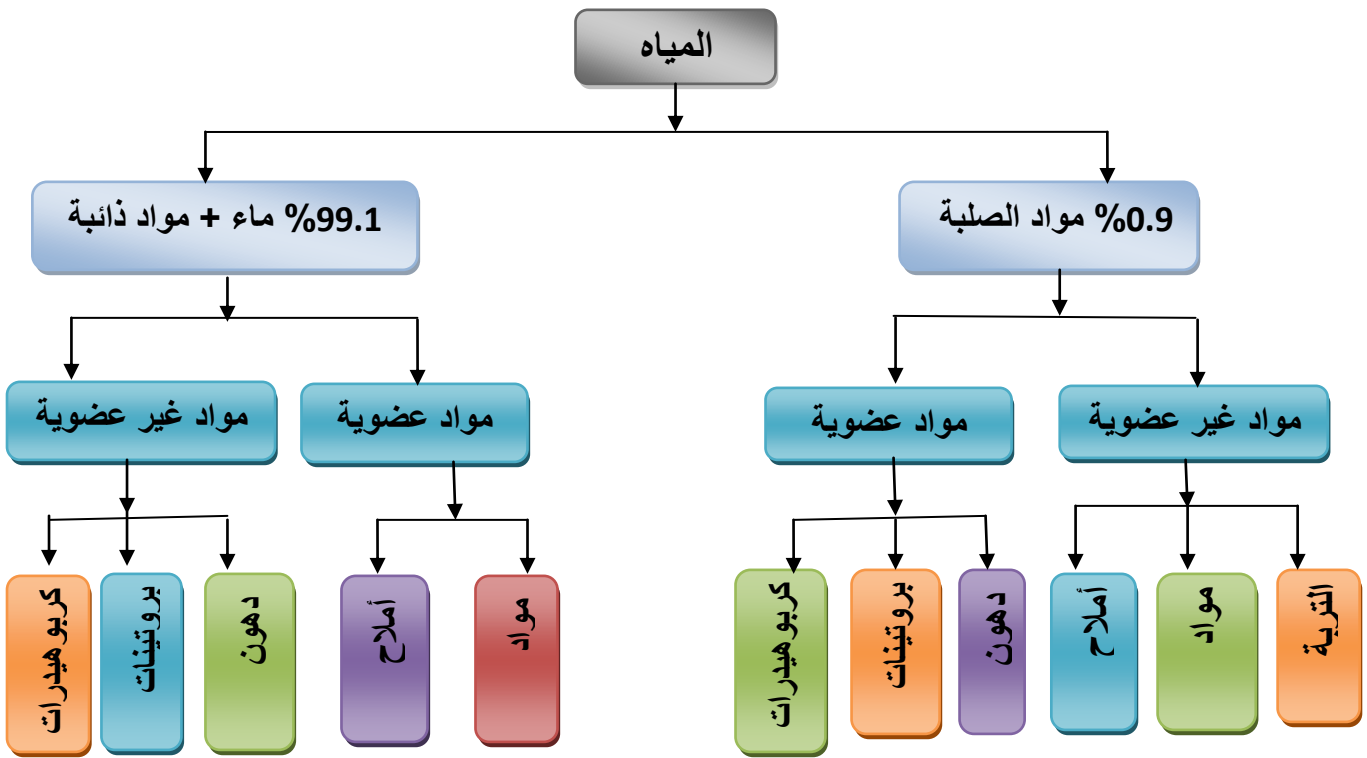 المياه
%0.9 مواد الصلبة
%99.1 ماء + مواد ذائبة
مواد غير عضوية
مواد عضوية
مواد عضوية
مواد غير عضوية
التربة
مواد
أملاح
دهون
بروتينات
كربوهيدرات
مواد
أملاح
دهون
بروتينات
كربوهيدرات